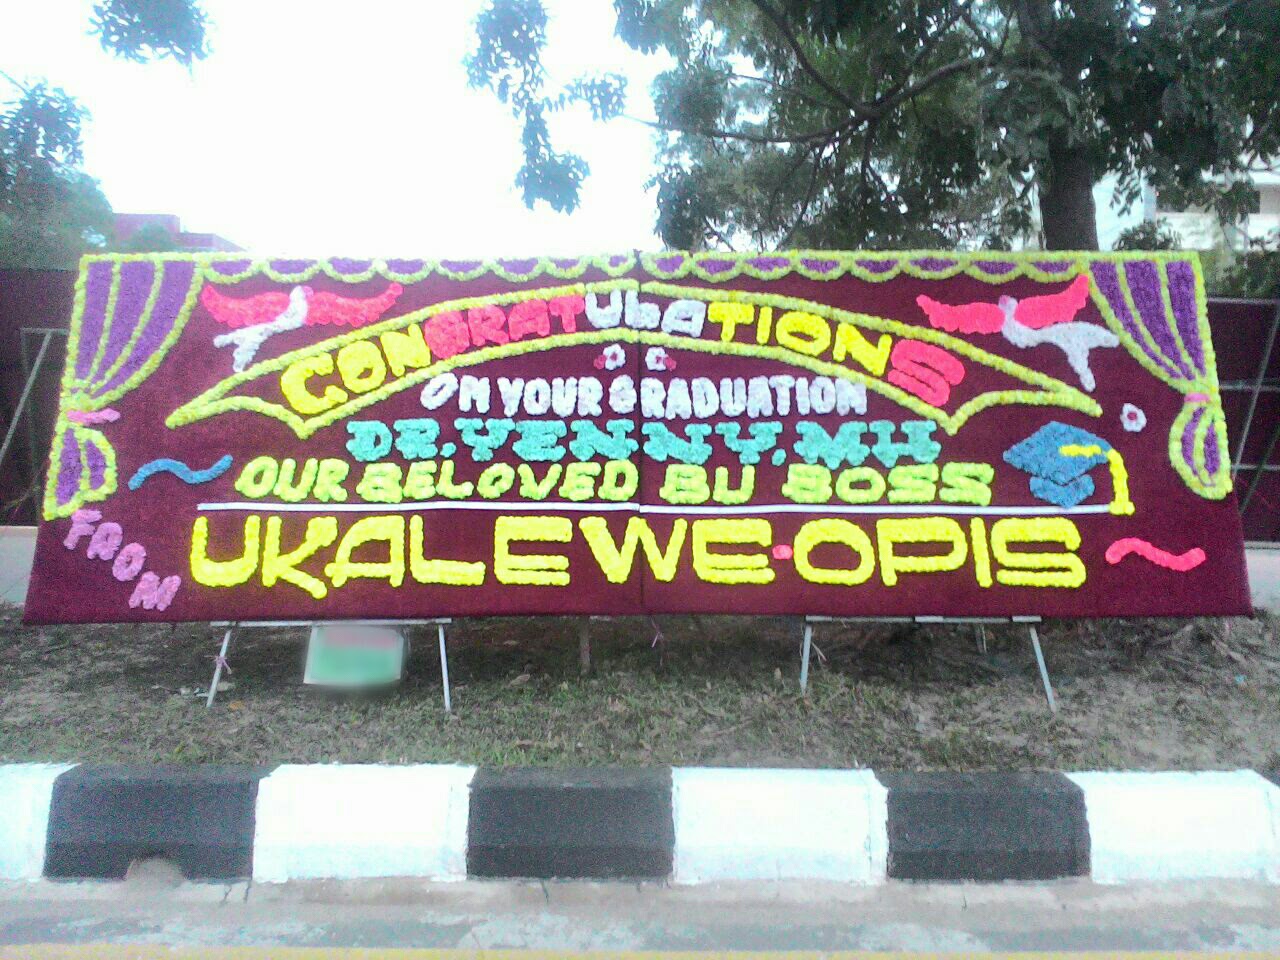 CONGRATULATIONS
ON YOUR GRADUATION
DR. YENNY, MH
OUR BELOVED BU BOSS
FROM
UKALEWE-OPIS